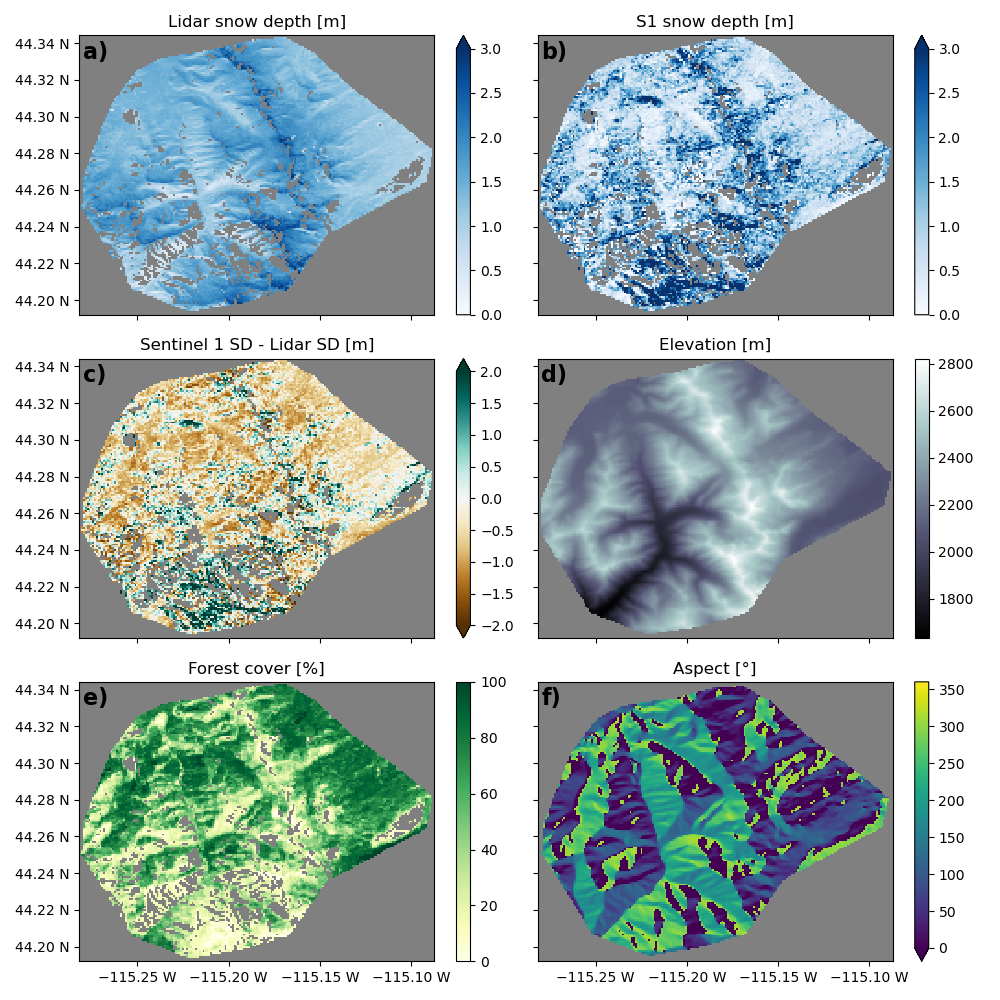 Lidar snow depth [m]
S1 snow depth [m]
a)
b)
44.34 N
44.32 N
44.30 N
44.28 N
44.26 N
44.24 N
44.22 N
44.20 N
3.0
2.5
2.0
1.5
1.0
0.5
0.0
3.0
2.5
2.0
1.5
1.0
0.5
0.0
Sentinel 1 SD - Lidar SD [m]
Elevation [m]
c)
d)
44.34 N
44.32 N
44.30 N
44.28 N
44.26 N
44.24 N
44.22 N
44.20 N
2.0
1.5
1.0
0.5
0.0
−0.5
−1.0
−1.5
−2.0
2800
2600
2400
2200
2000
1800
Forest cover [%]
Aspect [°]
e)
f)
44.34 N
44.32 N
44.30 N
44.28 N
44.26 N
44.24 N
44.22 N
44.20 N
100
80
60
40
20
0
350
300
250
200
150
100
50
0
−115.25 W −115.20 W −115.15 W −115.10 W
−115.25 W −115.20 W −115.15 W −115.10 W